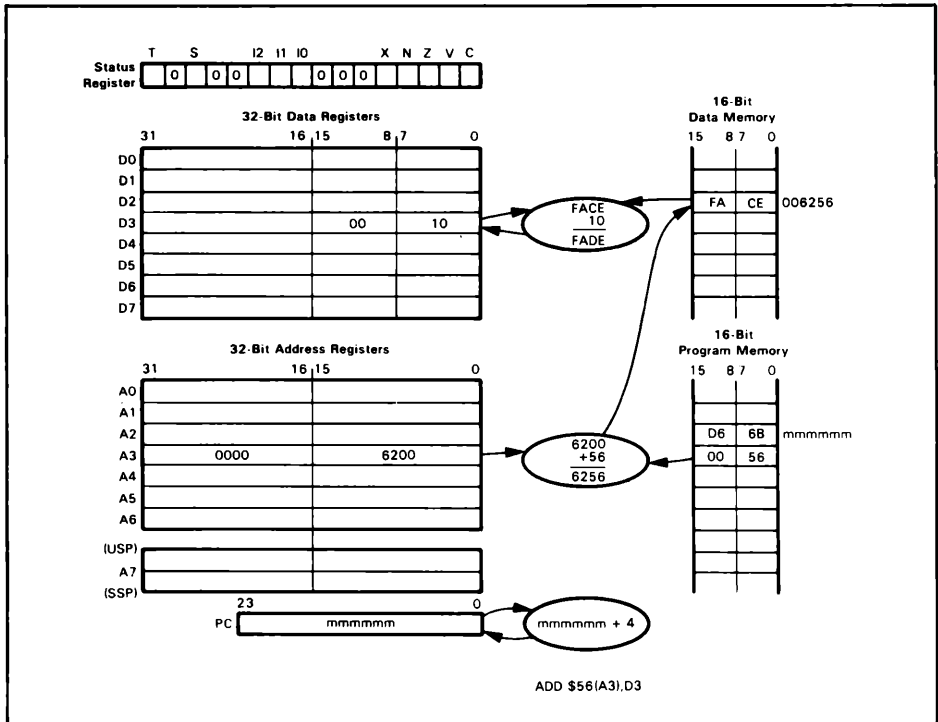 T S I2 I1 I0 X N Z V C
Status
Register
0 0 0 0 0 0
32-Bit Data Registers
31 16 15 8 7 0
D0
D1
D2
D3 00 10
D4
D5
D6
D7
FACE
10
FADE
16-Bit
Data Memory
15 8 7 0
FA CE 006256
32-Bit Address Registers
31 16 15 0
A0
A1
A2
A3 0000 6200
A4
A5
A6
(USP)
A7
(SSP)
6200
+56
6256
16-Bit
Program Memory
15 8 7 0
D6 6B mmmmmm
00 56
23 0
PC mmmmmm
mmmmmm + 4
ADD $56(A3),D3